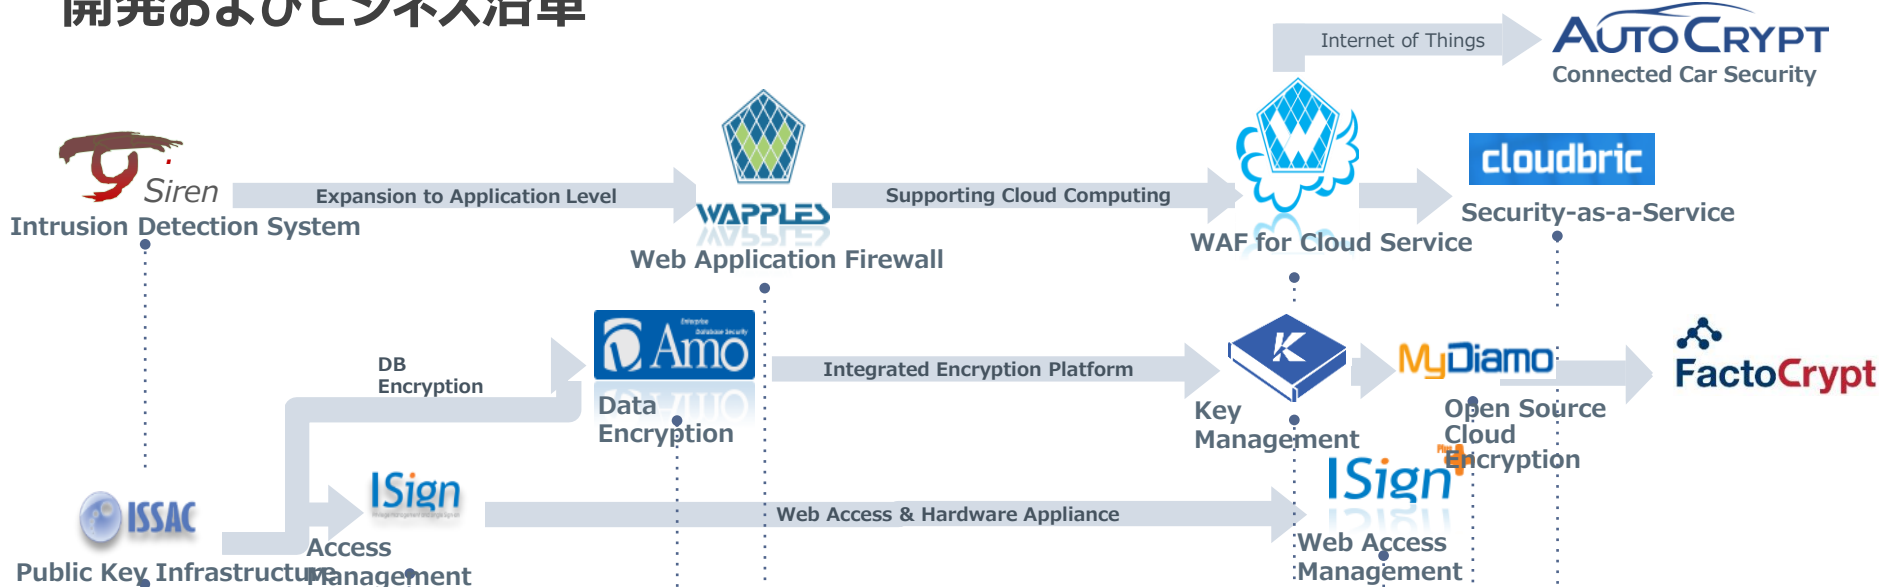 開発およびビジネス沿革
Internet of Things
AUTOCRYPT
Connected Car Security
Siren
Intrusion Detection System
Expansion to Application Level
WAPPLES
Web Application Firewall
Supporting Cloud Computing
W
WAF for Cloud Service
cloudbric
Security-as-a-Service
DB
Encryption
Enterprise
Database Security
D'Amo
Data
Encryption
Integrated Encryption Platform
K
Key
Management
MyDiamo
Open Source
Cloud
Encryption
FactoCrypt
ISSAC
Public Key Infrastructure
ISign
Access
Management
Web Access & Hardware Appliance
ISign+
Web Access
Management